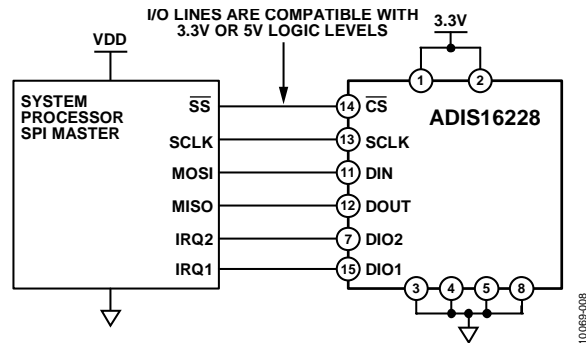 I/O LINES ARE COMPATIBLE WITH
3.3V OR 5V LOGIC LEVELS
VDD
3.3V
SYSTEM
PROCESSOR
SPI MASTER
ADIS16228
1
2
SS
14
CS
SCLK
13
SCLK
MOSI
11
DIN
MISO
12
DOUT
IRQ2
7
DIO2
IRQ1
15
DIO1
3
4
5
8
10069-008